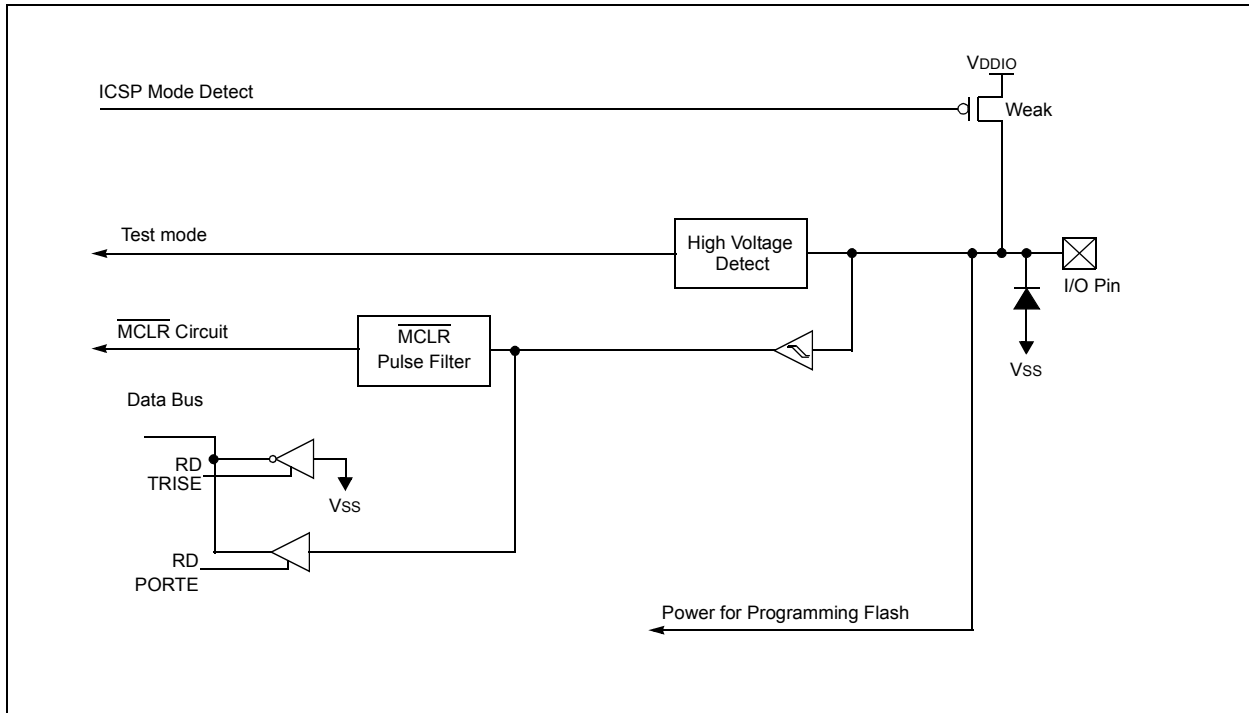 VDDIO
ICSP Mode Detect
Weak
Test mode
High Voltage
Detect
I/O Pin
MCLR Circuit
MCLR
Pulse Filter
VSS
Data Bus
RD
TRISE
VSS
RD
PORTE
Power for Programming Flash